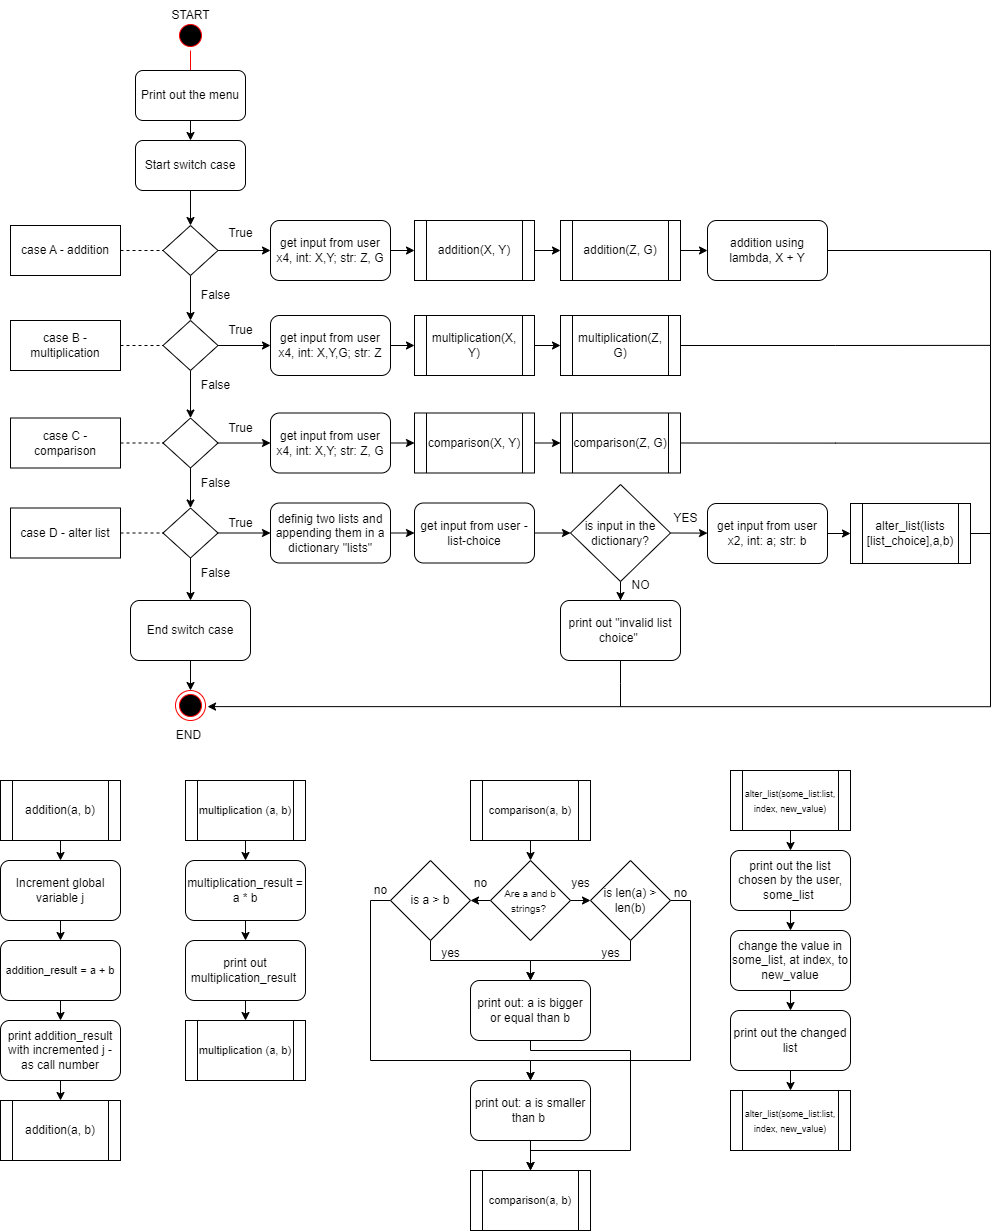 START
Print out the menu
Start switch case
case A - addition
True
get input from user
x4, int: X,Y; str: Z, G
addition(X, Y)
addition(Z, G)
addition using
lambda, X + Y
False
case B -
multiplication
True
get input from user
x4, int: X,Y,G; str: Z
multiplication(X,
Y)
multiplication(Z,
G)
False
case C -
comparison
True
get input from user
x4, int: X,Y; str: Z, G
comparison(X, Y)
comparison(Z, G)
False
case D - alter list
True
definig two lists and
appending them in a
dictionary "lists"
get input from user -
list-choice
is input in the
dictionary?
YES
get input from user
x2, int: a; str: b
alter_list(lists
[list_choice],a,b)
False
NO
End switch case
print out "invalid list
choice"
END
addition(a, b)
Increment global
variable j
addition_result = a + b
print addition_result
with incremented j -
as call number
addition(a, b)
multiplication (a, b)
multiplication_result =
a * b
print out
multiplication_result
multiplication (a, b)
comparison(a, b)
no
is a > b
no
Are a and b
strings?
yes
is len(a) >
len(b)
no
yes
yes
print out: a is bigger
or equal than b
print out: a is smaller
than b
comparison(a, b)
alter_list(some_list:list,
index, new_value)
print out the list
chosen by the user,
some_list
change the value in
some_list, at index, to
new_value
print out the changed
list
alter_list(some_list:list,
index, new_value)